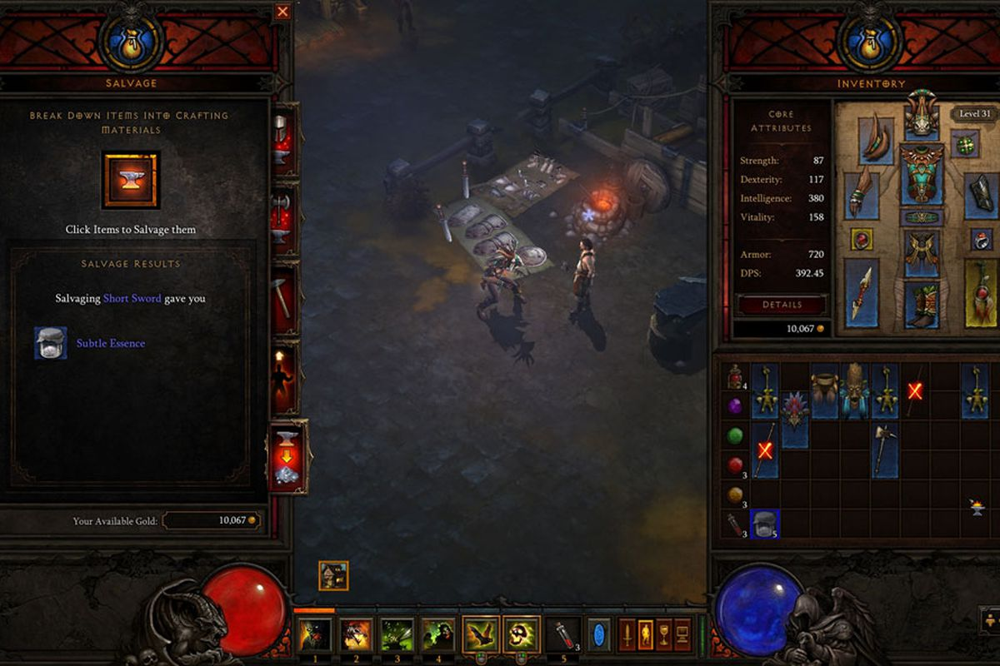 SALVAGE
BREAK DOWN ITEMS INTO CRAFTING
MATERIALS
Click Items to Salvage them
SALVAGE RESULTS
Salvaging Short Sword gave you
Subtle Essence
Your Available Gold: 10,067
INVENTORY
CORE
ATTRIBUTES
Level 31
Strength: 87
Dexterity: 117
Intelligence: 380
Vitality: 158
Armor: 720
DPS: 392.45
DETAILS
10,067
4
3
3
3
5
3
1
2
3
4
5